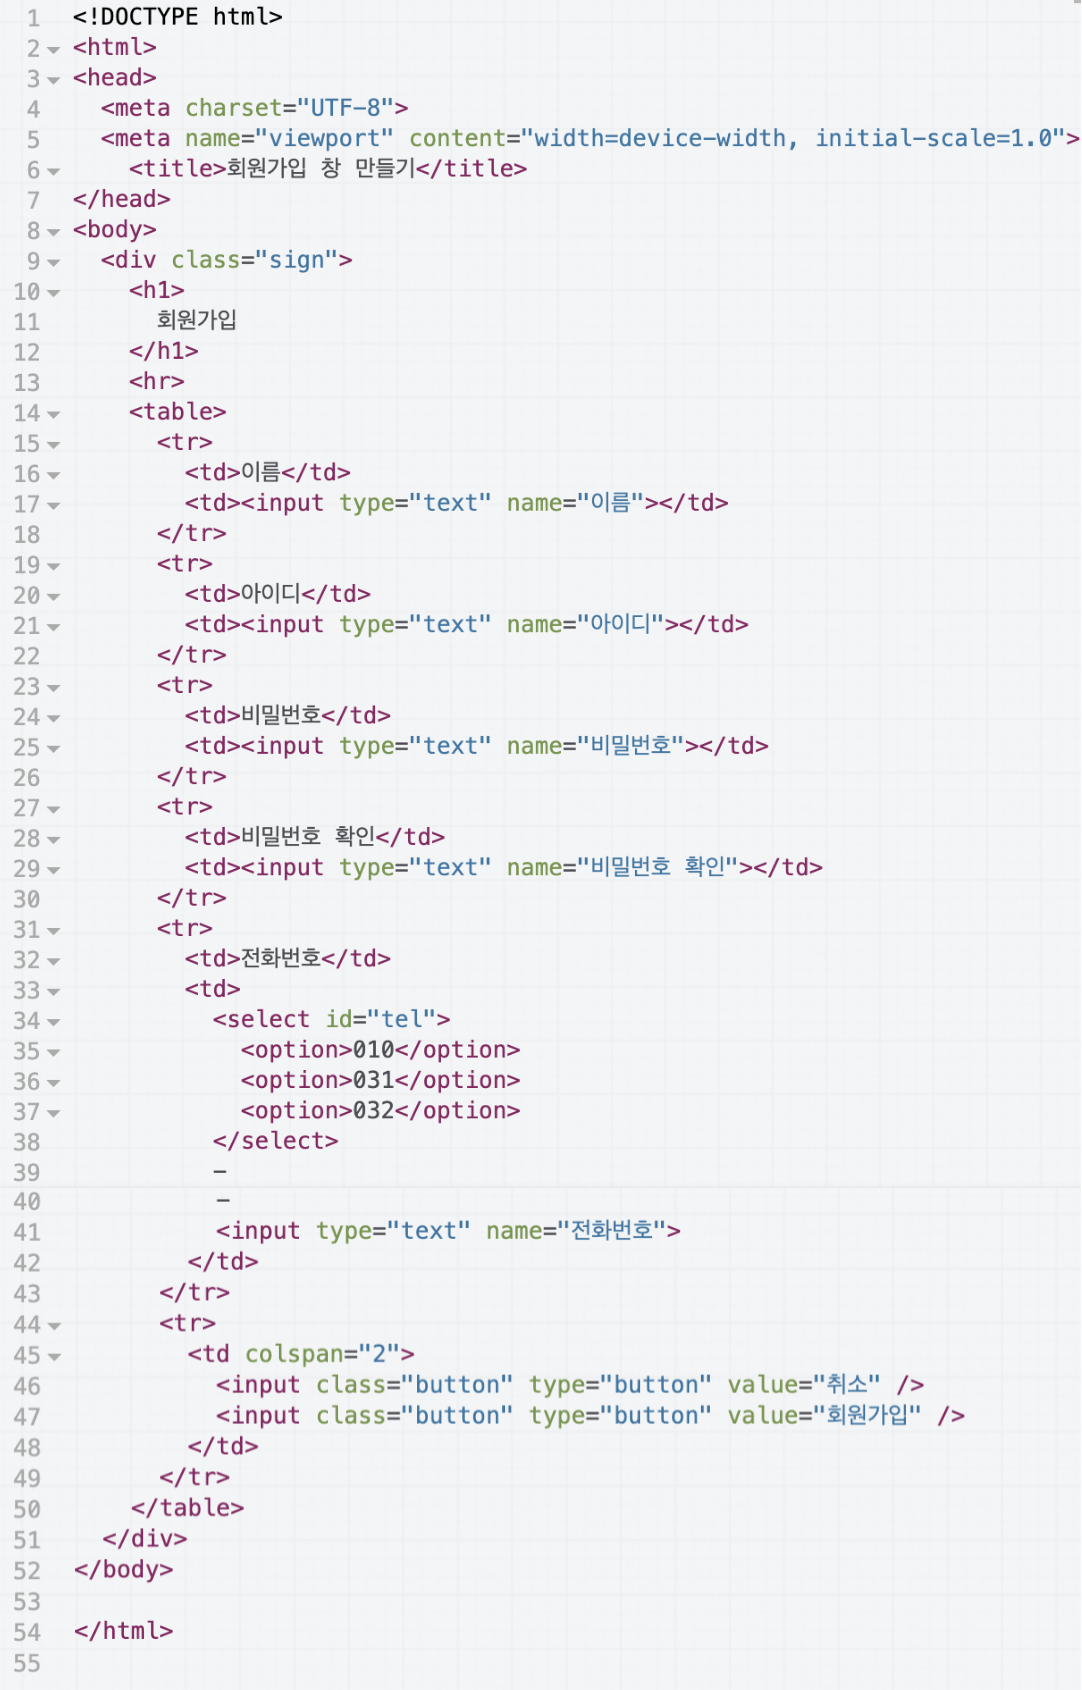 1 <!DOCTYPE html>
2 <html>
3 <head>
4 <meta charset="UTF-8">
5 <meta name="viewport" content="width=device-width, initial-scale=1.0">
6 <title>회원가입 창 만들기</title>
7 </head>
8 <body>
9 <div class="sign">
10 <h1>
11 회원가입
12 </h1>
13 <hr>
14 <table>
15 <tr>
16 <td>이름</td>
17 <td><input type="text" name="이름"></td>
18 </tr>
19 <tr>
20 <td>아이디</td>
21 <td><input type="text" name="아이디"></td>
22 </tr>
23 <tr>
24 <td>비밀번호</td>
25 <td><input type="text" name="비밀번호"></td>
26 </tr>
27 <tr>
28 <td>비밀번호 확인</td>
29 <td><input type="text" name="비밀번호 확인"></td>
30 </tr>
31 <tr>
32 <td>전화번호</td>
33 <td>
34 <select id="tel">
35 <option>010</option>
36 <option>031</option>
37 <option>032</option>
38 </select>
39 -
40 -
41 <input type="text" name="전화번호">
42 </td>
43 </tr>
44 <tr>
45 <td colspan="2">
46 <input class="button" type="button" value="취소" />
47 <input class="button" type="button" value="회원가입" />
48 </td>
49 </tr>
50 </table>
51 </div>
52 </body>
53
54 </html>
55